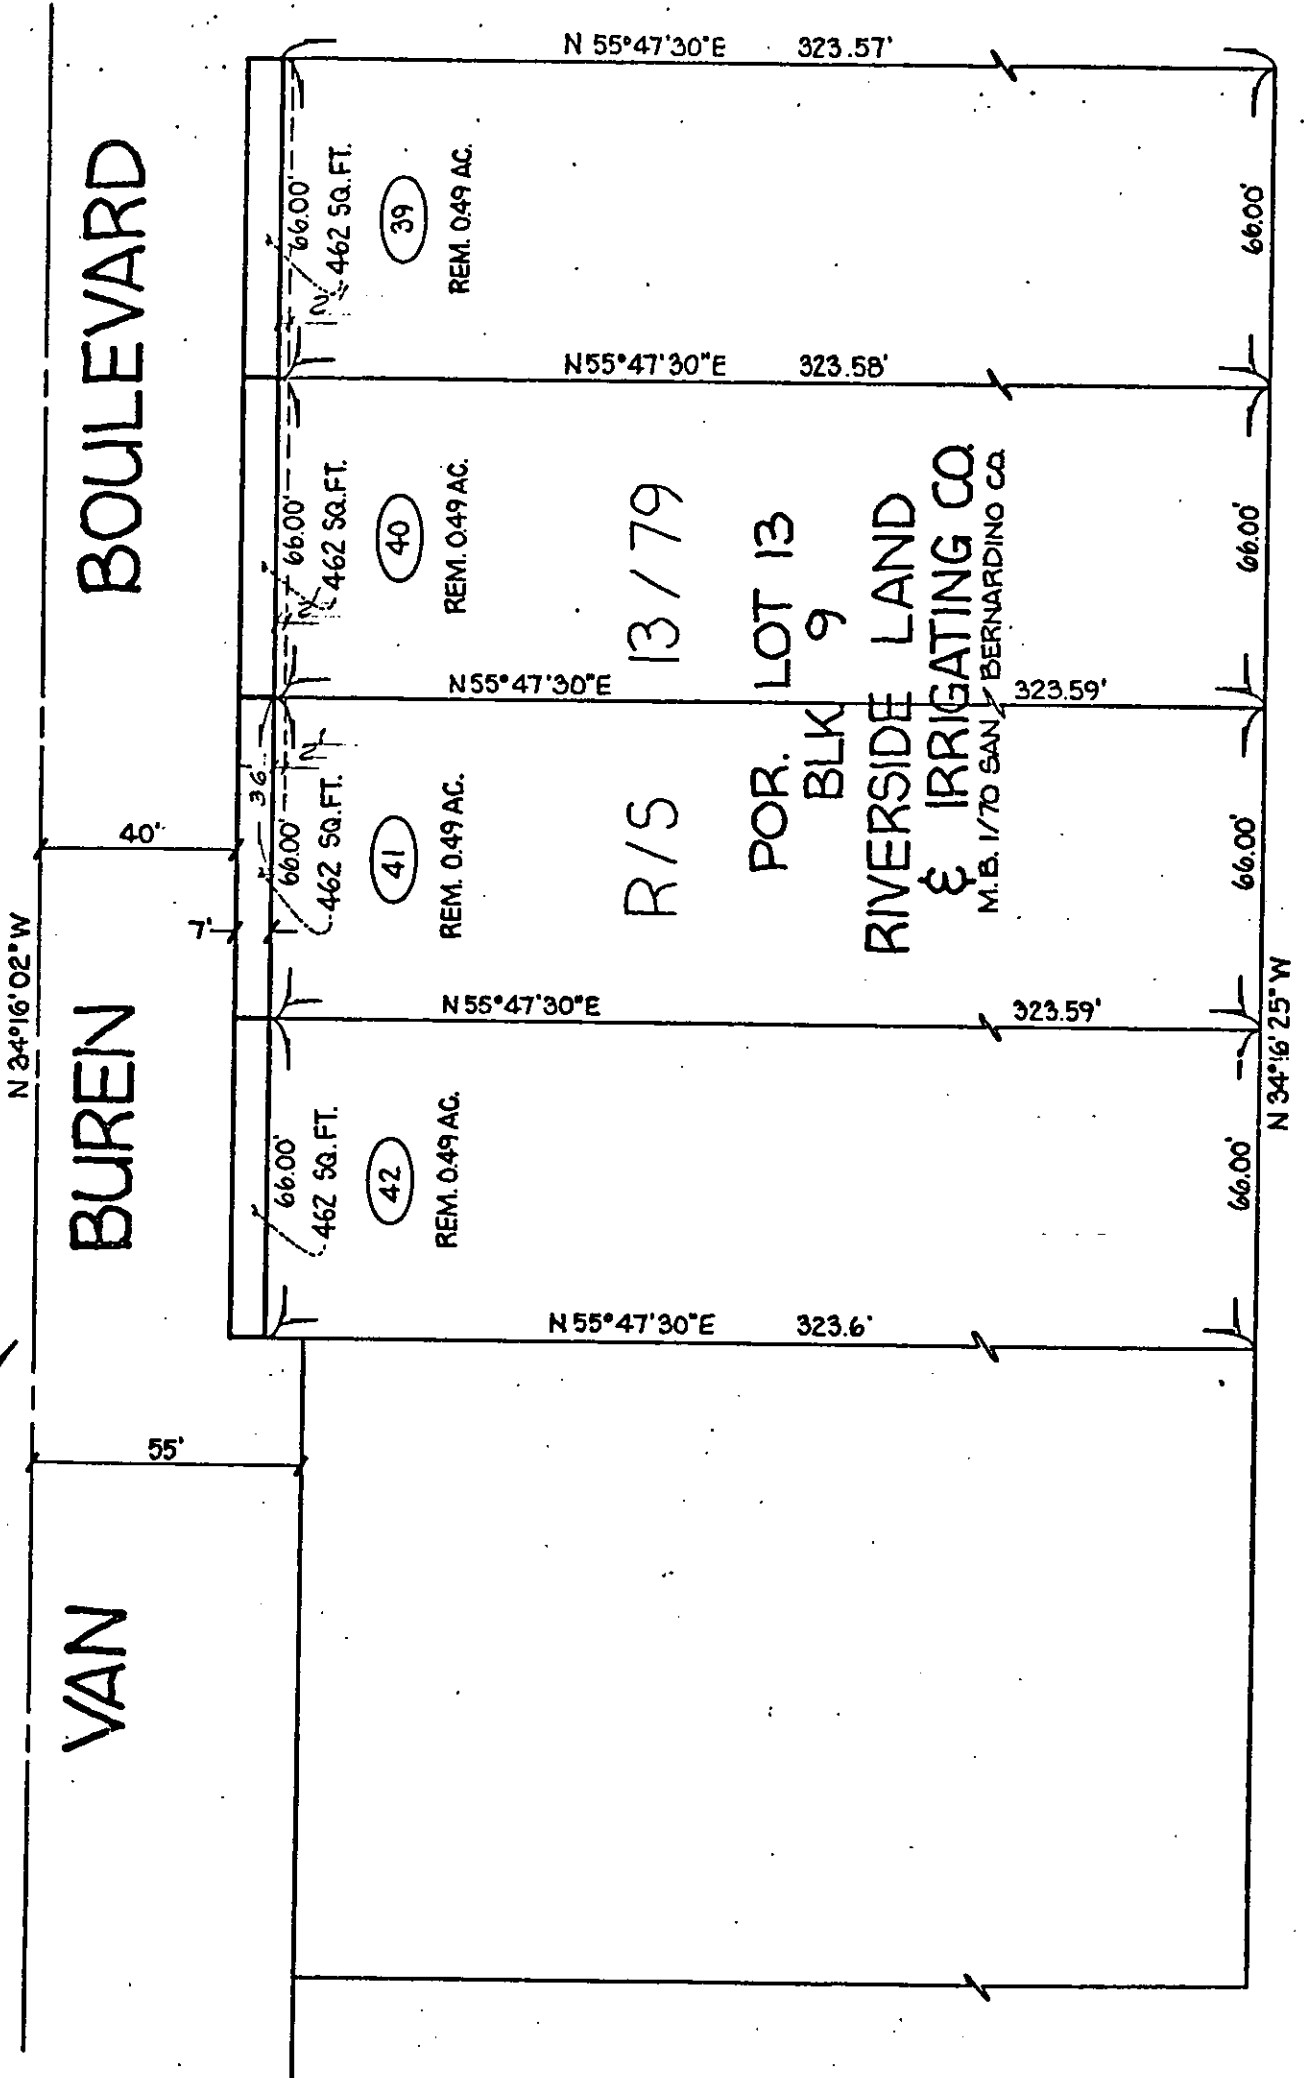 VAN BUREN BOULEVARD
N 34°16'02"W
40'
7'
55'
N 55°47'30"E 323.57'
66.00'
462 SQ.FT.
2'
39
REM. 0.49 AC.
66.00'
N55°47'30"E 323.58'
66.00'
462 SQ.FT.
2'
40
REM. 0.49 AC.
66.00'
N55°47'30"E 323.59'
36
66.00'
462 SQ.FT.
2'
41
REM. 0.49 AC.
66.00'
N55°47'30"E 323.59'
66.00'
462 SQ.FT.
42
REM. 0.49 AC.
66.00'
N55°47'30"E 323.6'
R/S 13/79
POR. LOT 13
BLK 9
RIVERSIDE LAND
& IRRIGATING CO.
M.B. 1/70 SAN BERNARDINO CO.
N 34°16'25"W